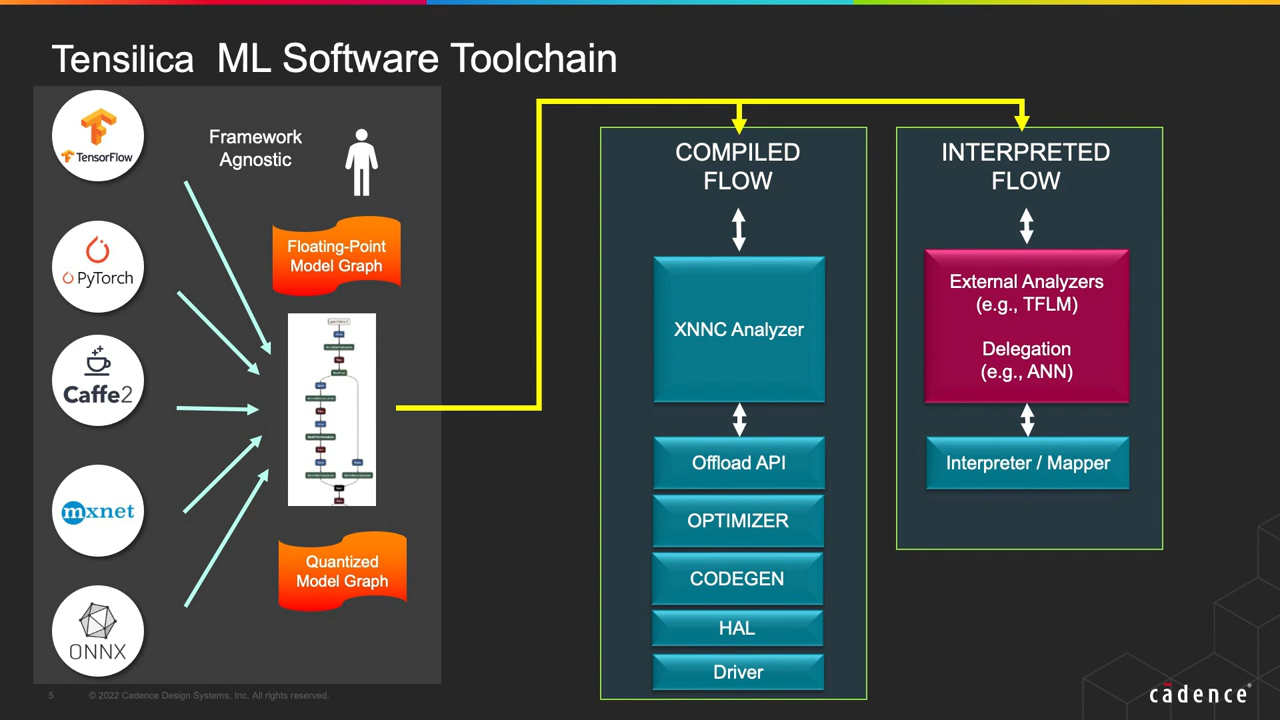 Tensilica ML Software Toolchain
TensorFlow
Framework
Agnostic
PyTorch
Floating-Point
Model Graph
Caffe2
mxnet
Quantized
Model Graph
ONNX
COMPILED
FLOW
XNNC Analyzer
Offload API
OPTIMIZER
CODEGEN
HAL
Driver
INTERPRETED
FLOW
External Analyzers
(e.g., TFLM)
Delegation
(e.g., ANN)
Interpreter / Mapper
5
© 2022 Cadence Design Systems, Inc. All rights reserved.
cādence®